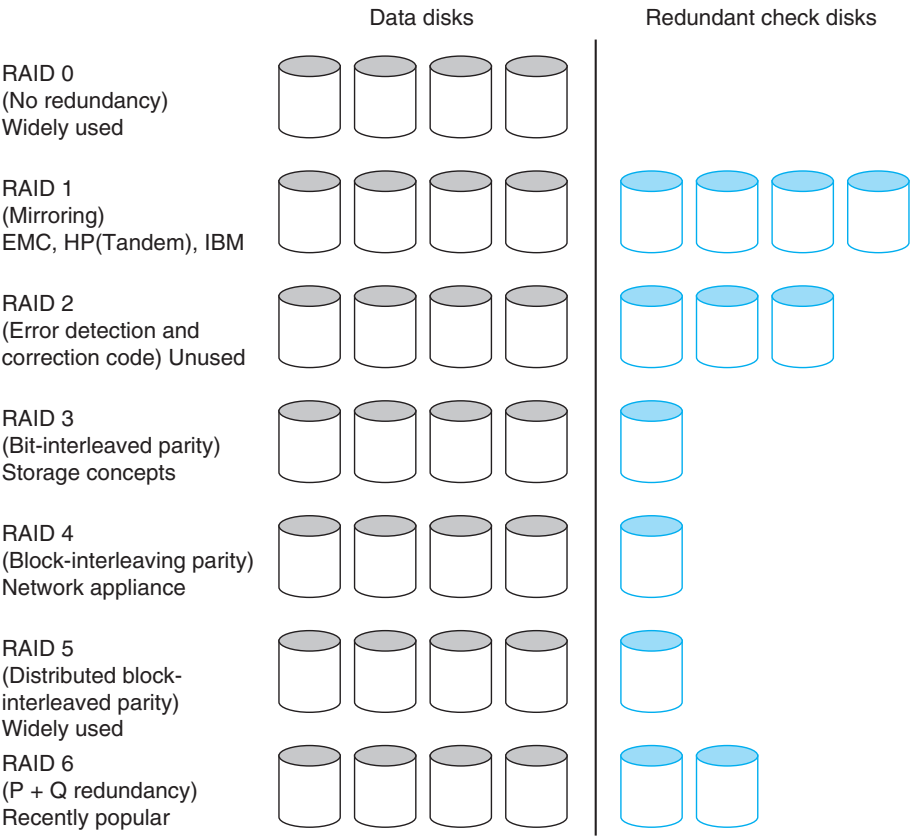 Data disks
Redundant check disks
RAID 0
(No redundancy)
Widely used
RAID 1
(Mirroring)
EMC, HP(Tandem), IBM
RAID 2
(Error detection and
correction code) Unused
RAID 3
(Bit-interleaved parity)
Storage concepts
RAID 4
(Block-interleaving parity)
Network appliance
RAID 5
(Distributed block-
interleaved parity)
Widely used
RAID 6
(P + Q redundancy)
Recently popular